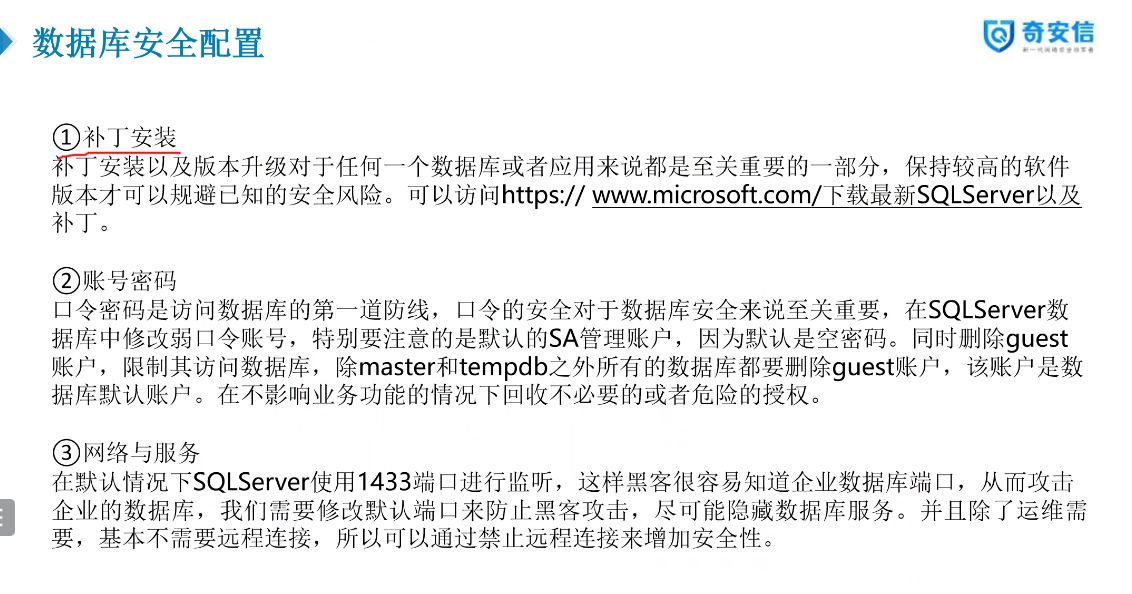 数据库安全配置
奇安信
新一代网络安全领军者
①补丁安装
补丁安装以及版本升级对于任何一个数据库或者应用来说都是至关重要的一部分，保持较高的软件
版本才可以规避已知的安全风险。可以访问https:// www.microsoft.com/下载最新SQLServer以及
补丁。
②账号密码
口令密码是访问数据库的第一道防线，口令的安全对于数据库安全来说至关重要，在SQLServer数
据库中修改弱口令账号，特别要注意的是默认的SA管理账户，因为默认是空密码。同时删除guest
账户，限制其访问数据库，除master和tempdb之外所有的数据库都要删除guest账户，该账户是数
据库默认账户。在不影响业务功能的情况下回收不必要的或者危险的授权。
③网络与服务
在默认情况下SQLServer使用1433端口进行监听，这样黑客很容易知道企业数据库端口，从而攻击
企业的数据库，我们需要修改默认端口来防止黑客攻击，尽可能隐藏数据库服务。并且除了运维需
要，基本不需要远程连接，所以可以通过禁止远程连接来增加安全性。